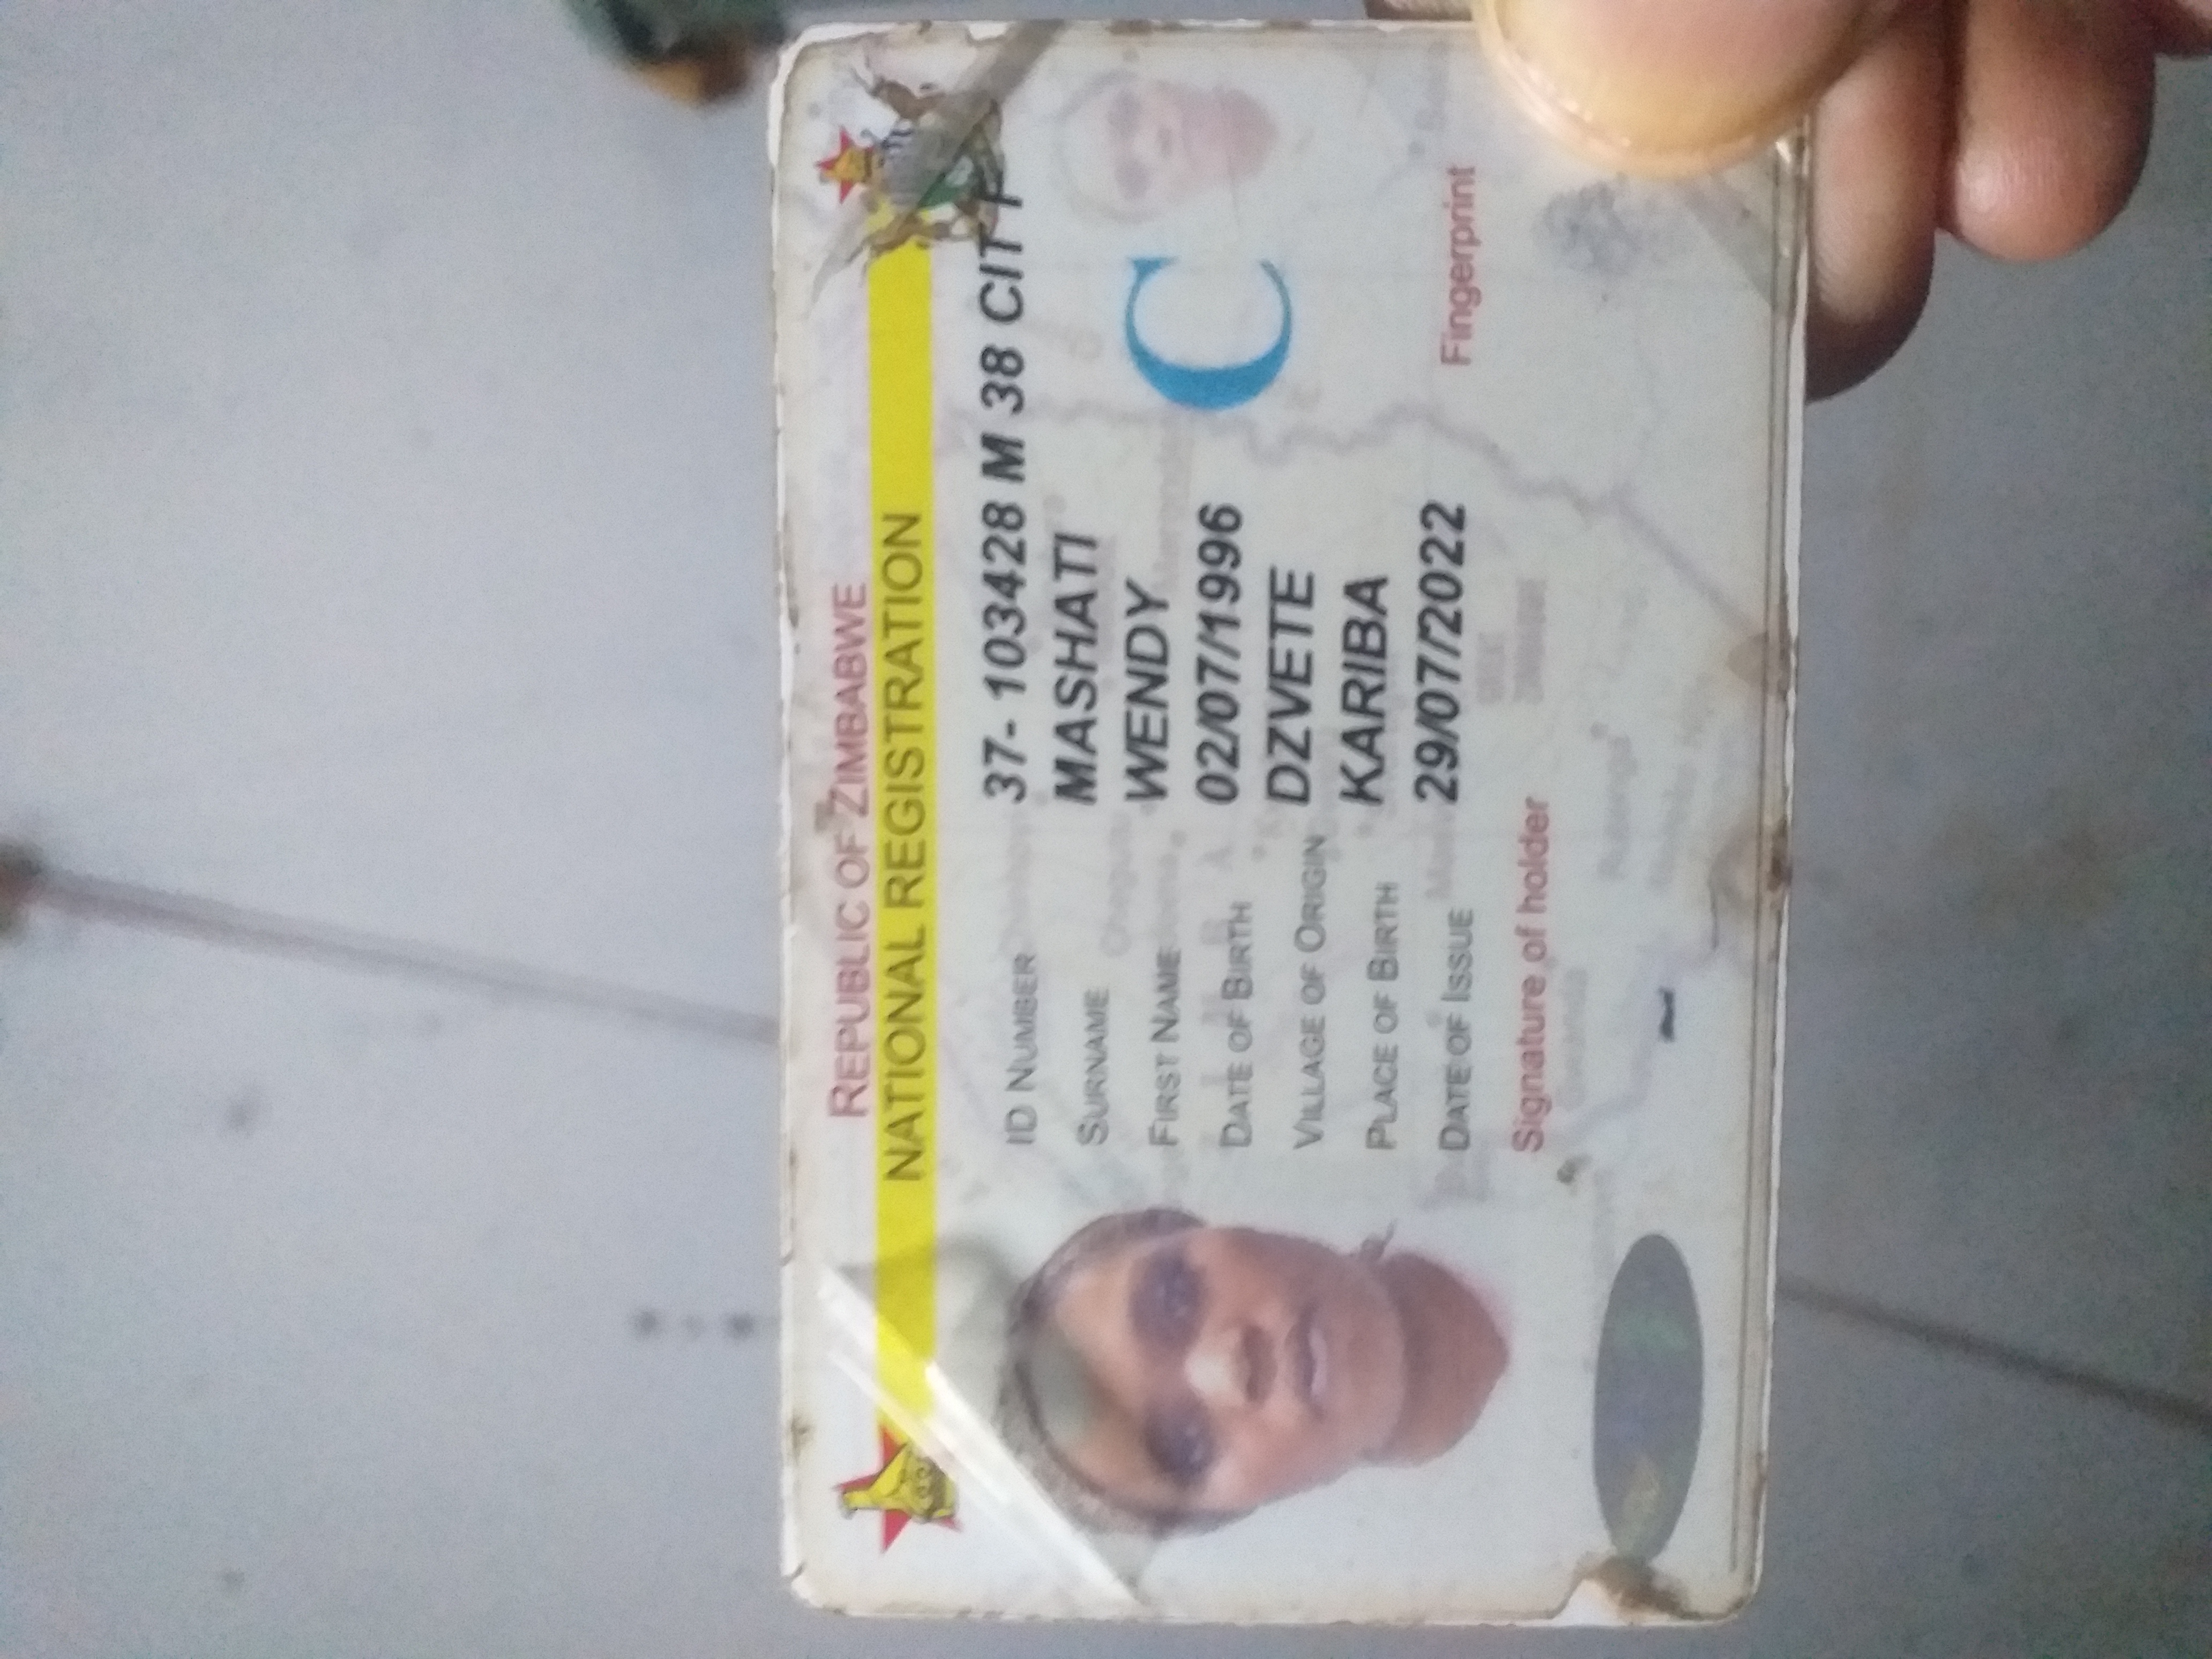 REPUBLIC OF ZIMBABWE
NATIONAL REGISTRATION
ID NUMBER 37- 103428 M 38 CIT F
SURNAME MASHATI
FIRST NAME WENDY
DATE OF BIRTH 02/07/1996
VILLAGE OF ORIGIN DZVETE
PLACE OF BIRTH KARIBA
DATE OF ISSUE 29/07/2022
C
Fingerprint
Signature of holder
Gwanda
Rutenga